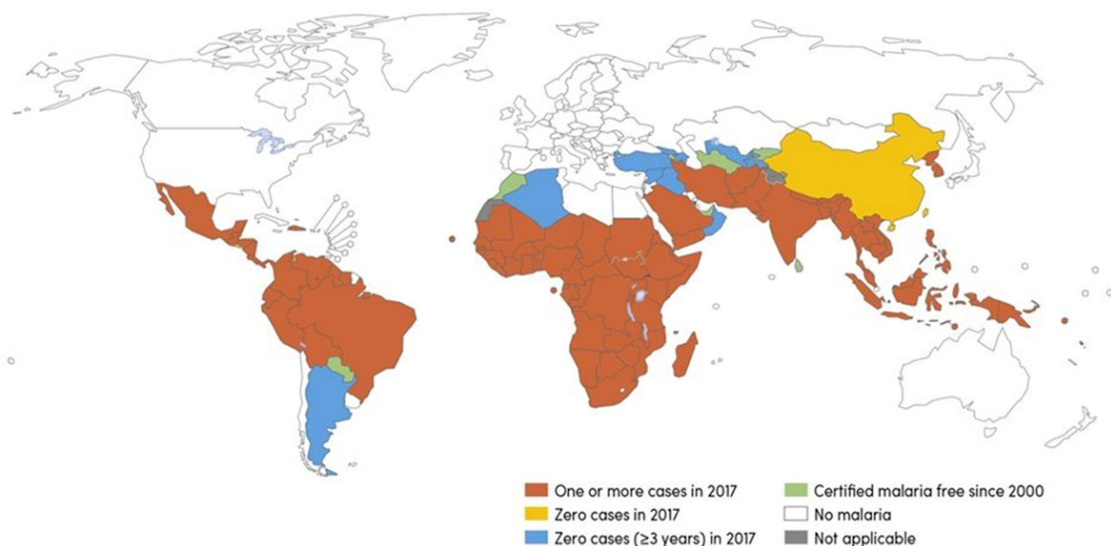 One or more cases in 2017
Zero cases in 2017
Zero cases (≥3 years) in 2017
Certified malaria free since 2000
No malaria
Not applicable